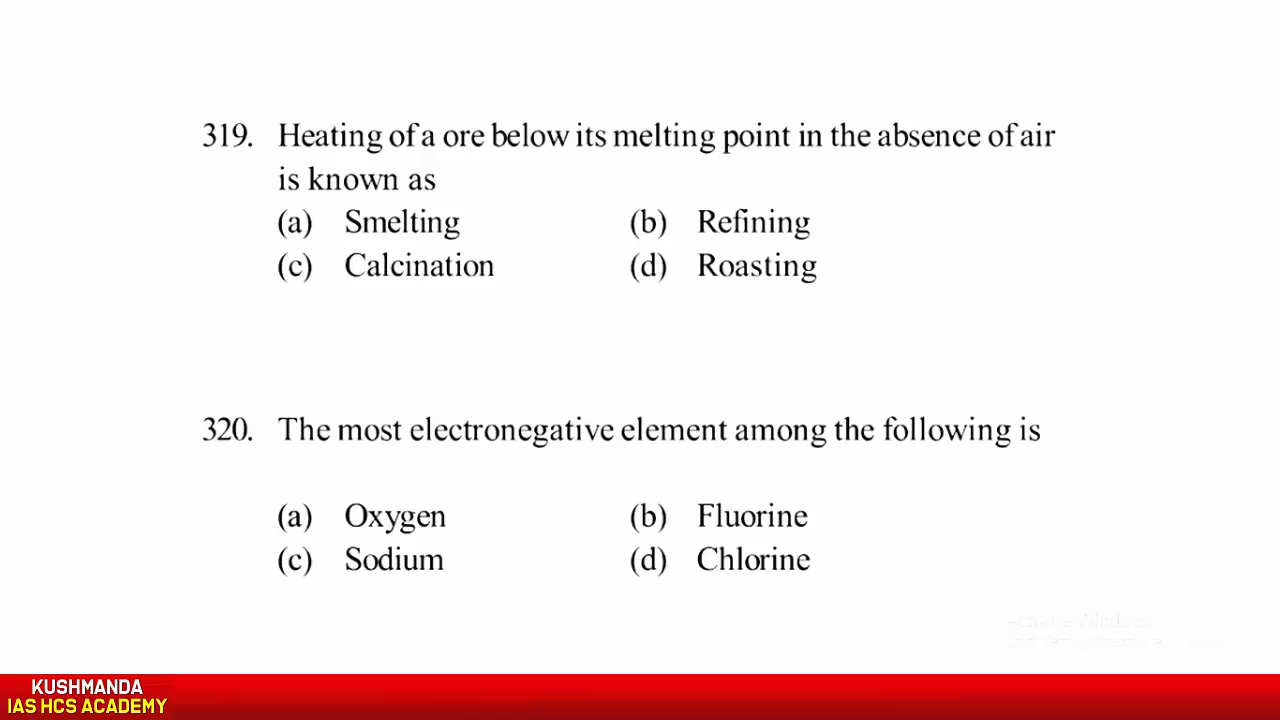 319. Heating of a ore below its melting point in the absence of air
is known as
(a) Smelting (b) Refining
(c) Calcination (d) Roasting
320. The most electronegative element among the following is
(a) Oxygen (b) Fluorine
(c) Sodium (d) Chlorine
KUSHMANDA
IAS HCS ACADEMY